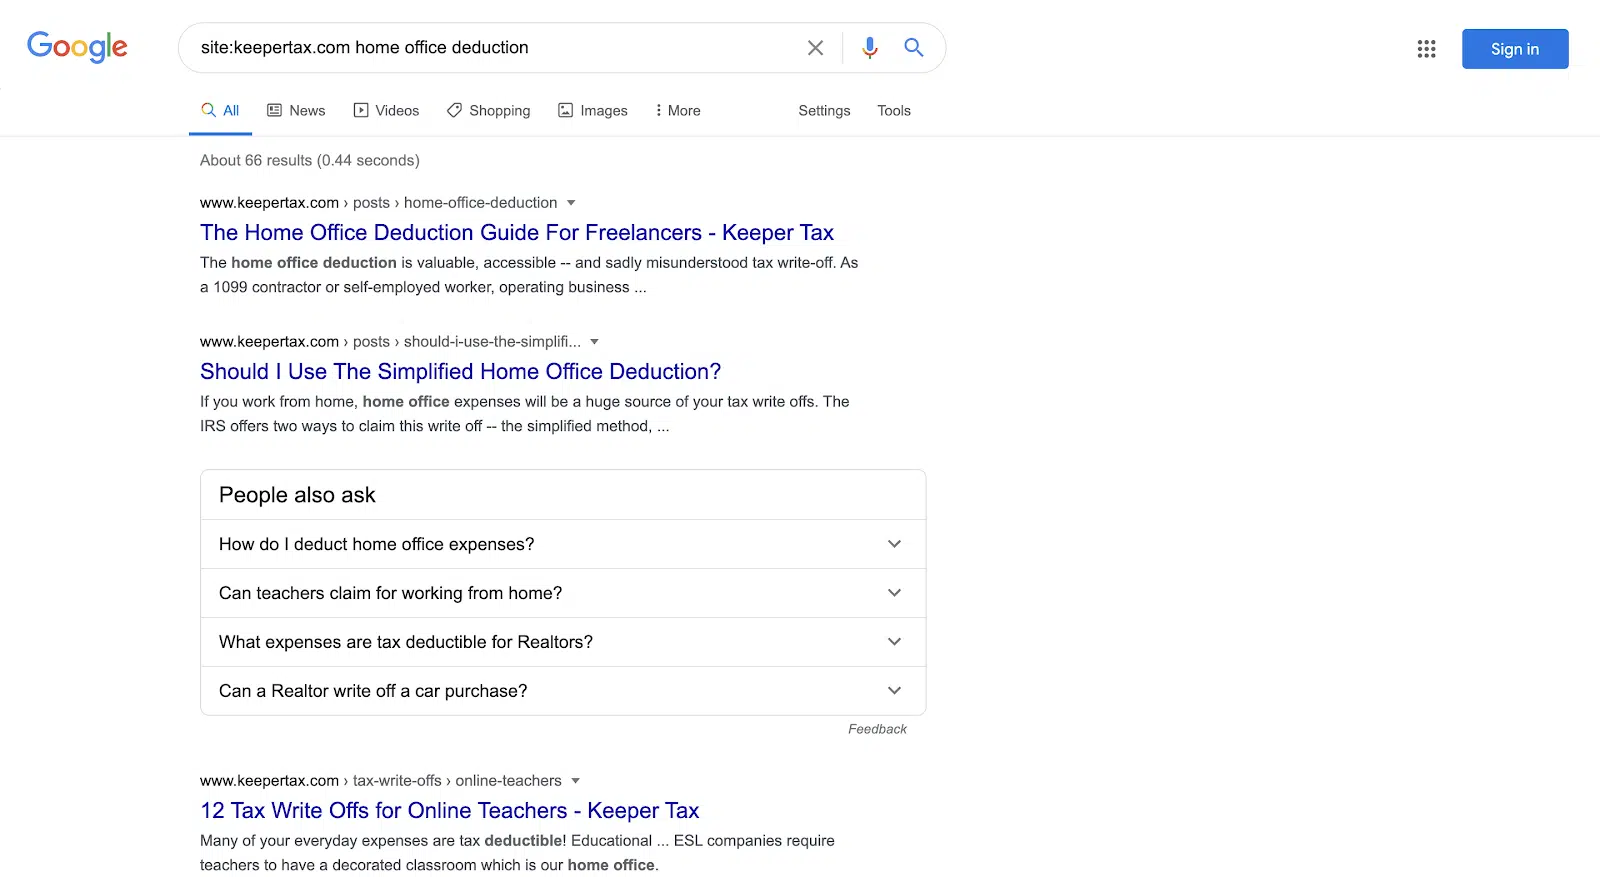 Google
site:keepertax.com home office deduction
Sign in
All News Videos Shopping Images More Settings Tools
About 66 results (0.44 seconds)
www.keepertax.com › posts › home-office-deduction
The Home Office Deduction Guide For Freelancers - Keeper Tax
The home office deduction is valuable, accessible -- and sadly misunderstood tax write-off. As
a 1099 contractor or self-employed worker, operating business ...
www.keepertax.com › posts › should-i-use-the-simplifi...
Should I Use The Simplified Home Office Deduction?
If you work from home, home office expenses will be a huge source of your tax write offs. The
IRS offers two ways to claim this write off -- the simplified method, ...
People also ask
How do I deduct home office expenses?
Can teachers claim for working from home?
What expenses are tax deductible for Realtors?
Can a Realtor write off a car purchase?
Feedback
www.keepertax.com › tax-write-offs › online-teachers
12 Tax Write Offs for Online Teachers - Keeper Tax
Many of your everyday expenses are tax deductible! Educational ... ESL companies require
teachers to have a decorated classroom which is our home office.